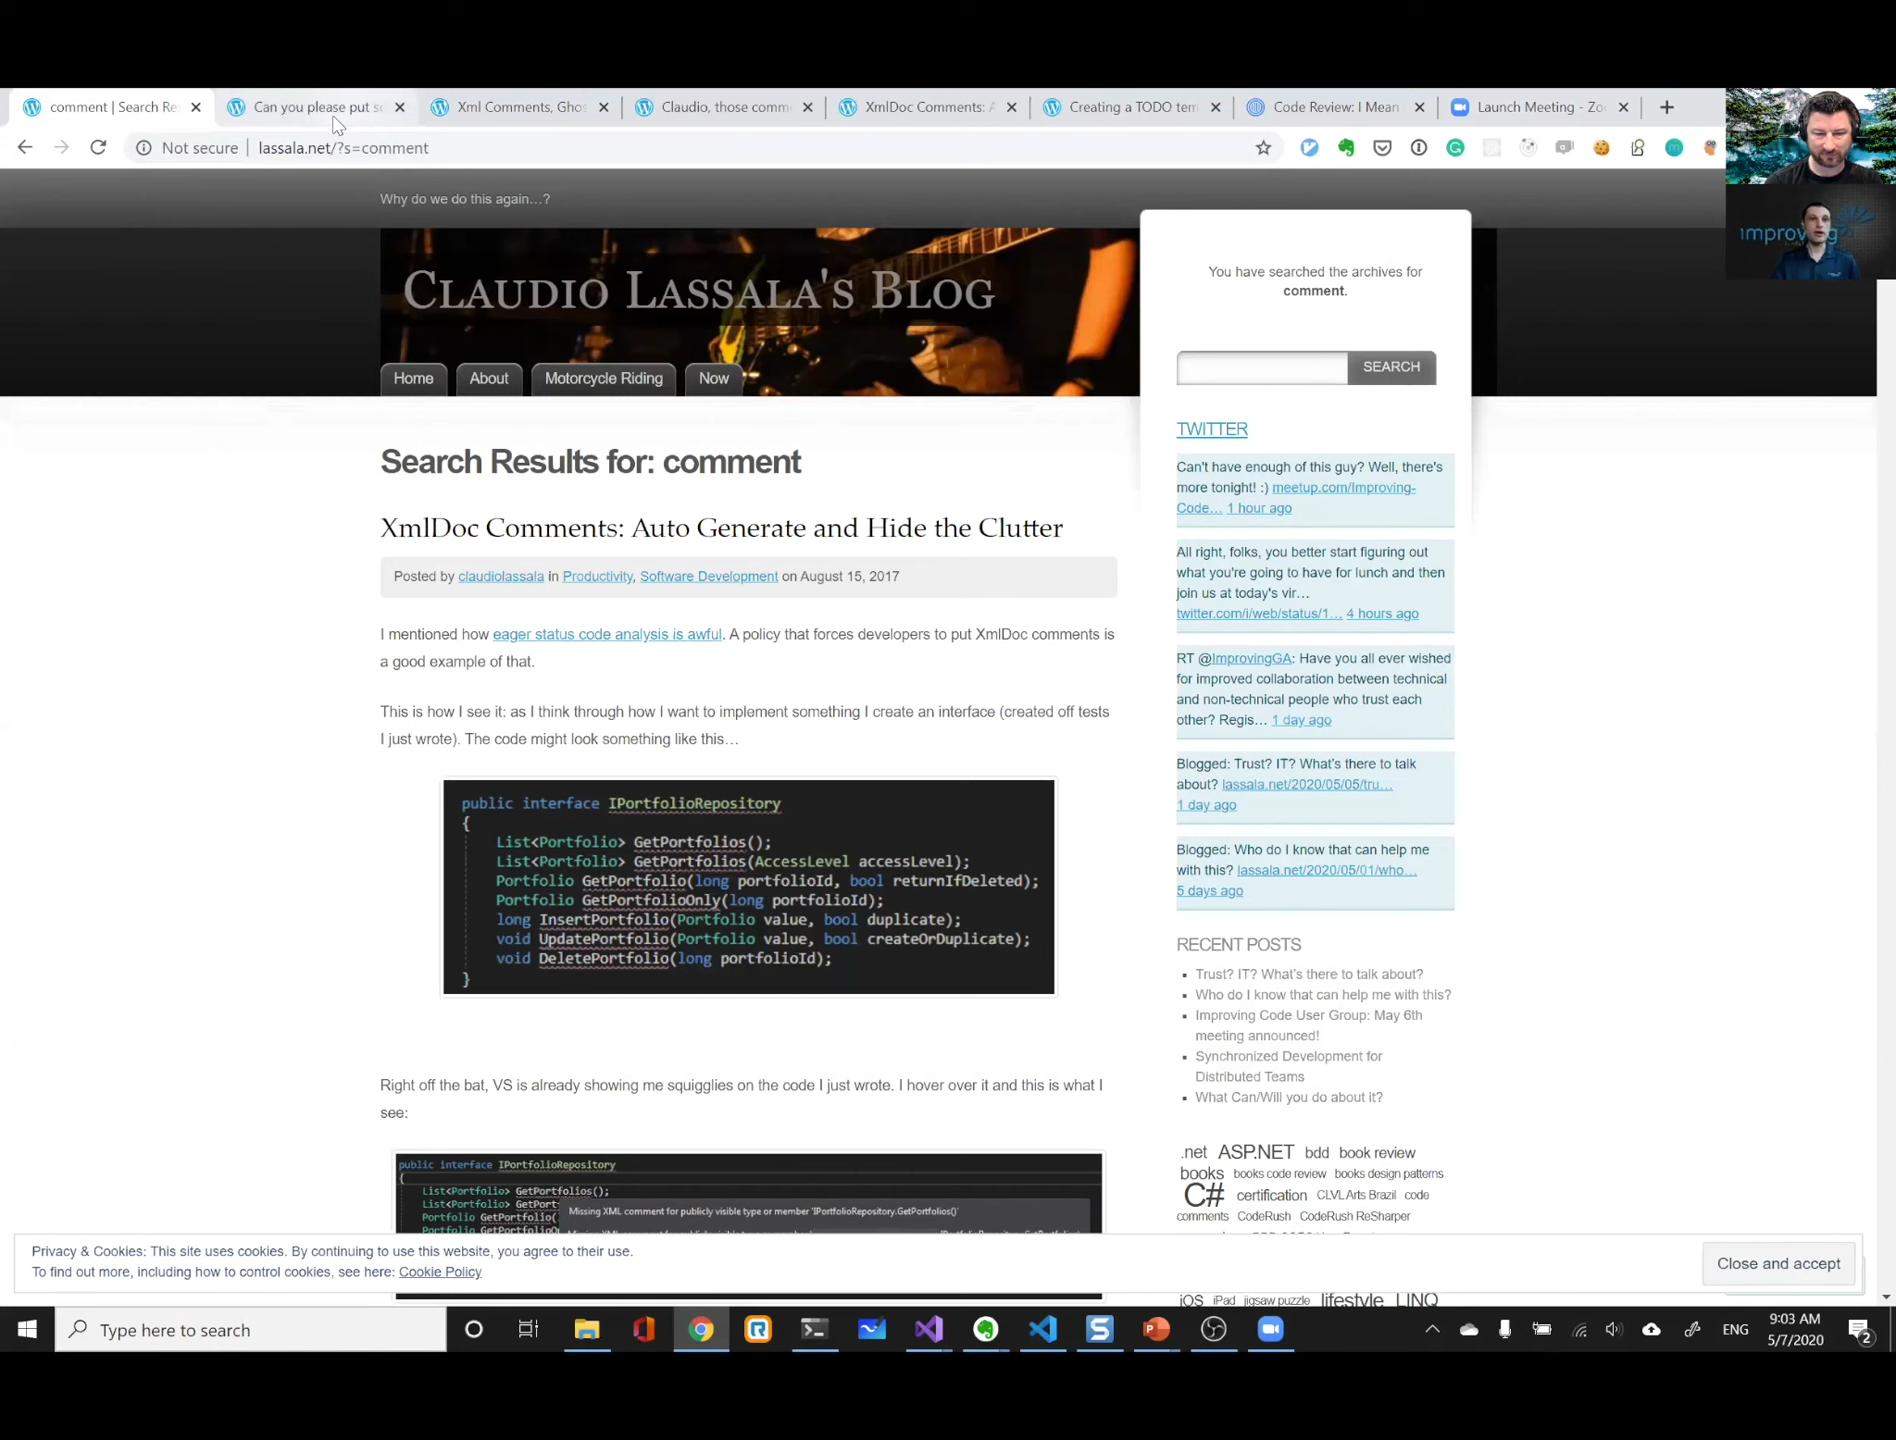 comment | Search Re
Can you please put so
Xml Comments, Ghos
Claudio, those comm
XmlDoc Comments: A
Creating a TODO tem
Code Review: I Mean
Launch Meeting - Zo
Not secure
lassala.net/?s=comment
improving
Why do we do this again…?
CLAUDIO LASSALA'S BLOG
Home
About
Motorcycle Riding
Now
You have searched the archives for
comment.
SEARCH
Search Results for: comment
XmlDoc Comments: Auto Generate and Hide the Clutter
Posted by claudiolassala in Productivity, Software Development on August 15, 2017
I mentioned how eager status code analysis is awful. A policy that forces developers to put XmlDoc comments is
a good example of that.
This is how I see it: as I think through how I want to implement something I create an interface (created off tests
I just wrote). The code might look something like this…
public interface IPortfolioRepository
{
List<Portfolio> GetPortfolios();
List<Portfolio> GetPortfolios(AccessLevel accessLevel);
Portfolio GetPortfolio(long portfolioId, bool returnIfDeleted);
Portfolio GetPortfolioOnly(long portfolioId);
long InsertPortfolio(Portfolio value, bool duplicate);
void UpdatePortfolio(Portfolio value, bool createOrDuplicate);
void DeletePortfolio(long portfolioId);
}
Right off the bat, VS is already showing me squigglies on the code I just wrote. I hover over it and this is what I
see:
public interface IPortfolioRepository
{
List<Portfolio> GetPortfolios();
List<Portfolio> GetPort
Portfolio GetPortfolio(
Portfolio GetPortfolio
Missing XML comment for publicly visible type or member 'IPortfolioRepository.GetPortfolios()'
TWITTER
Can't have enough of this guy? Well, there's
more tonight! :) meetup.com/Improving-
Code… 1 hour ago
All right, folks, you better start figuring out
what you're going to have for lunch and then
join us at today's vir…
twitter.com/i/web/status/1… 4 hours ago
RT @ImprovingGA: Have you all ever wished
for improved collaboration between technical
and non-technical people who trust each
other? Regis… 1 day ago
Blogged: Trust? IT? What's there to talk
about? lassala.net/2020/05/05/tru…
1 day ago
Blogged: Who do I know that can help me
with this? lassala.net/2020/05/01/who…
5 days ago
RECENT POSTS
Trust? IT? What's there to talk about?
Who do I know that can help me with this?
Improving Code User Group: May 6th
meeting announced!
Synchronized Development for
Distributed Teams
What Can/Will you do about it?
.net ASP.NET bdd book review
books books code review books design patterns
C# certification CLVL Arts Brazil code
comments CodeRush CodeRush ReSharper
iOS iPad jigsaw puzzle lifestyle LINQ
Privacy & Cookies: This site uses cookies. By continuing to use this website, you agree to their use.
To find out more, including how to control cookies, see here: Cookie Policy
Close and accept
Type here to search
ENG
9:03 AM
5/7/2020
2